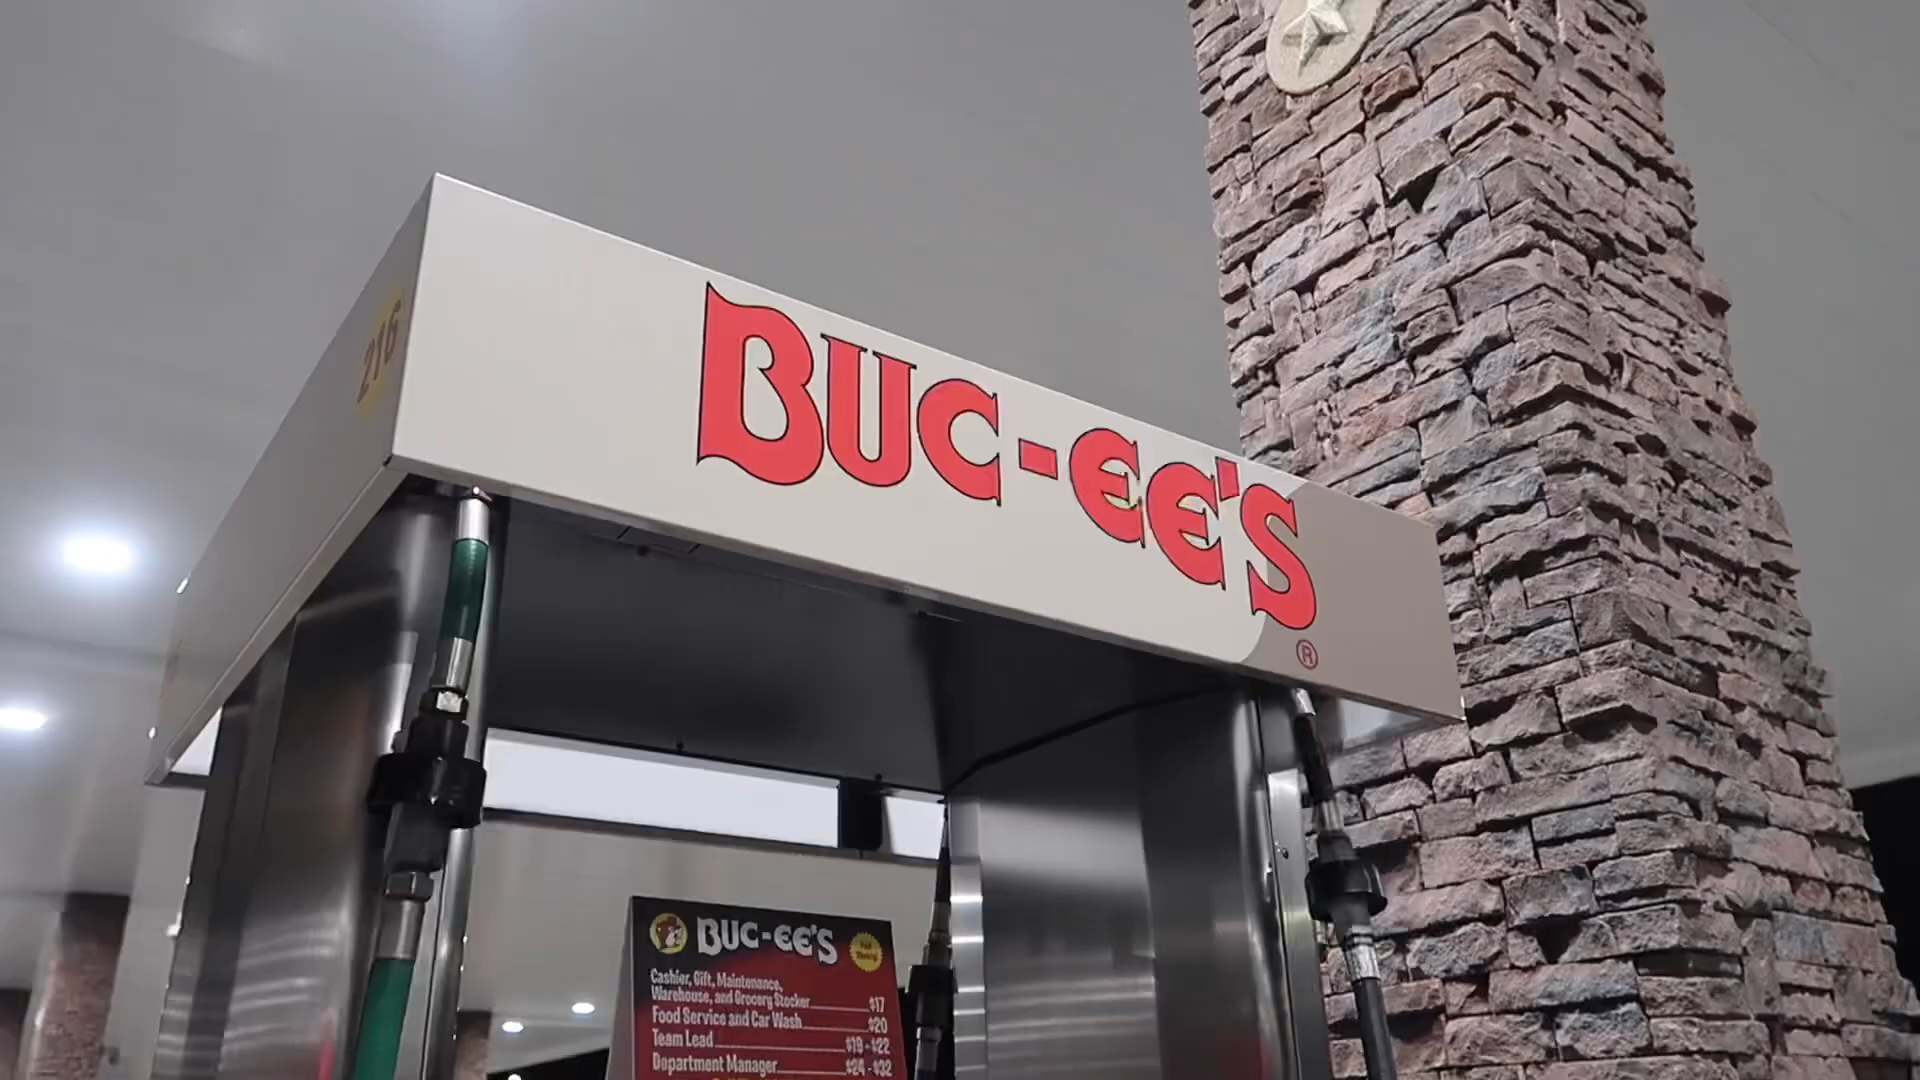 216
BUC-EE'S
®
BUC-EE'S
Cashier, Gift, Maintenance,
Warehouse, and Grocery Stocker $17
Food Service and Car Wash $20
Team Lead $19 - $22
Department Manager $24 - $32